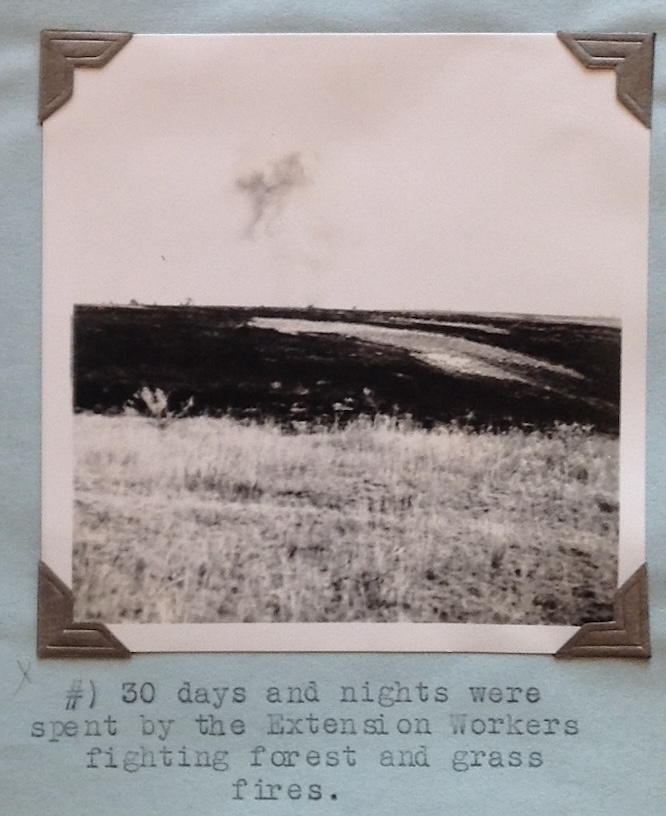 #) 30 days and nights were
spent by the Extension Workers
fighting forest and grass
fires.